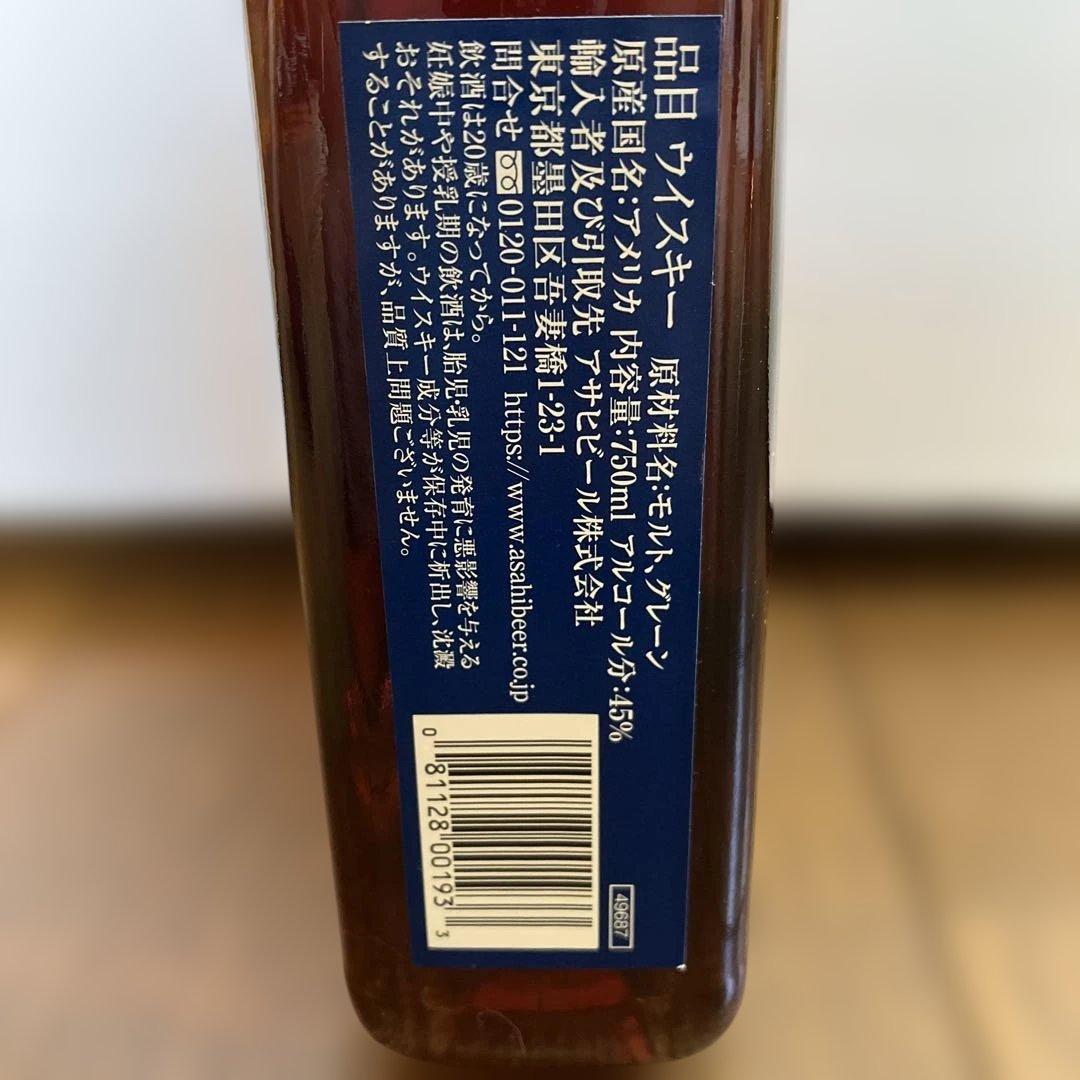 品目 ウイスキー 原材料名:モルト、グレーン
原産国名:アメリカ 内容量:750ml アルコール分:45%
輸入者及び引取先 アサヒビール株式会社
東京都墨田区吾妻橋1-23-1
問合せ 0120-011-121 https://www.asahibeer.co.jp
飲酒は20歳になってから。
妊娠中や授乳期の飲酒は、胎児・乳児の発育に悪影響を与える
おそれがあります。ウイスキー成分等が保存中に析出し、沈澱
することがありますが、品質上問題ございません。
0 81128 00193 3
49687